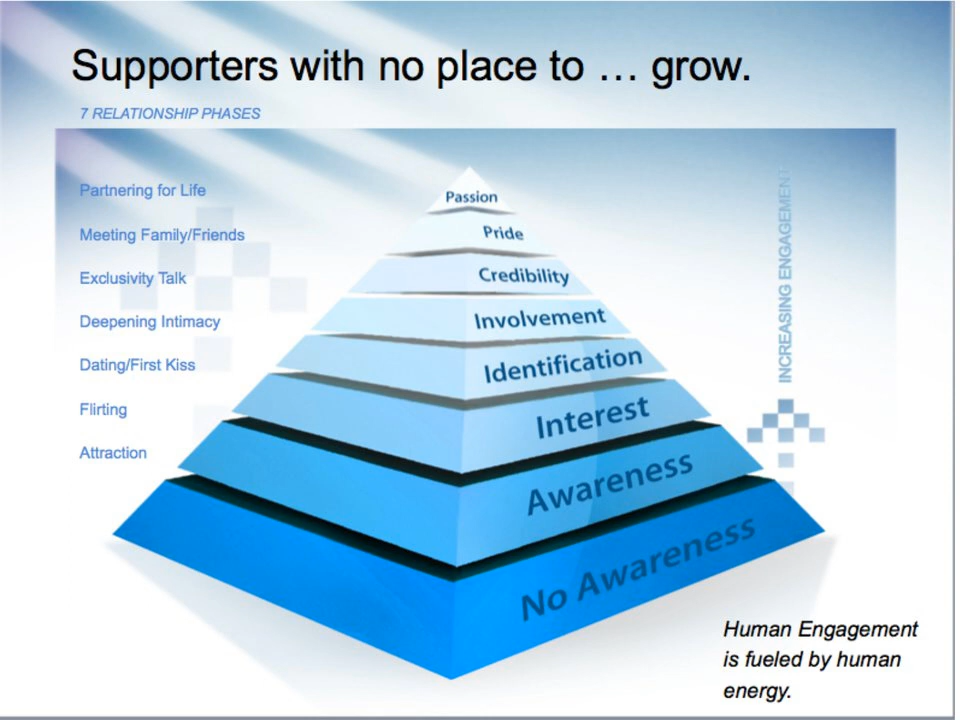 Supporters with no place to … grow.
7 RELATIONSHIP PHASES
Partnering for Life
Meeting Family/Friends
Exclusivity Talk
Deepening Intimacy
Dating/First Kiss
Flirting
Attraction
Passion
Pride
Credibility
Involvement
Identification
Interest
Awareness
No Awareness
INCREASING ENGAGEMENT
Human Engagement
is fueled by human
energy.